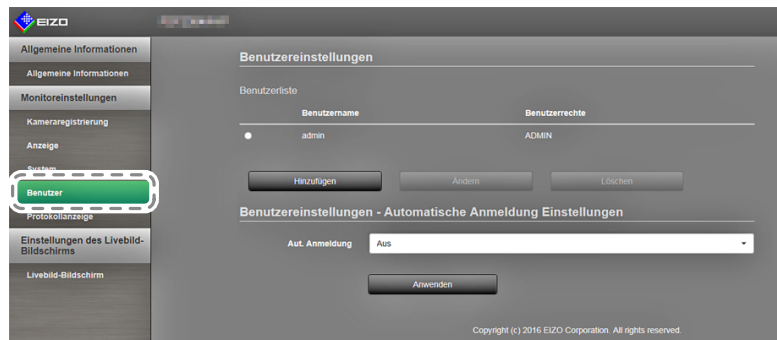 EIZO
Allgemeine Informationen
Allgemeine Informationen
Monitoreinstellungen
Kameraregistrierung
Anzeige
System
Benutzer
Protokollanzeige
Einstellungen des Livebild-
Bildschirms
Livebild-Bildschirm
Benutzereinstellungen
Benutzerliste
Benutzername Benutzerrechte
admin ADMIN
Hinzufügen Ändern Löschen
Benutzereinstellungen - Automatische Anmeldung Einstellungen
Aut. Anmeldung Aus
Anwenden
Copyright (c) 2016 EIZO Corporation. All rights reserved.